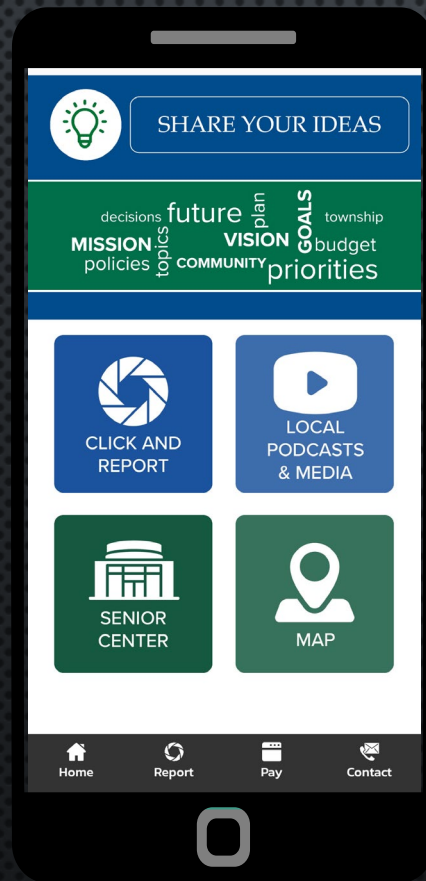 SHARE YOUR IDEAS
decisions future plan GOALS township
MISSION topics VISION budget
policies COMMUNITY priorities
CLICK AND
REPORT
LOCAL
PODCASTS
& MEDIA
SENIOR
CENTER
MAP
Home Report Pay Contact